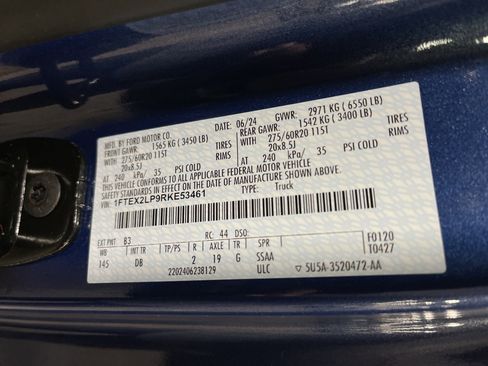 MFD. BY FORD MOTOR CO.
DATE: 06/24 GVWR: 2971 KG ( 6550 LB)
FRONT GAWR: 1565 KG ( 3450 LB) REAR GAWR: 1542 KG ( 3400 LB)
WITH 275/60R20 115T TIRES WITH 275/60R20 115T TIRES
20x8.5J RIMS 20x8.5J RIMS
AT 240 kPa/ 35 PSI COLD AT 240 kPa/ 35 PSI COLD
THIS VEHICLE CONFORMS TO ALL APPLICABLE FEDERAL MOTOR VEHICLE
SAFETY STANDARDS IN EFFECT ON THE DATE OF MANUFACTURE SHOWN ABOVE.
VIN: 1FTEX2LP9RKE53461 TYPE: Truck
F0120
T0427
EXT PNT: B3 RC: 44 DSO:
WB INT TR TP/PS R AXLE TR SPR
145 DB 2 19 G SSAA
2202406238129 ULC 5U5A-3520472-AA